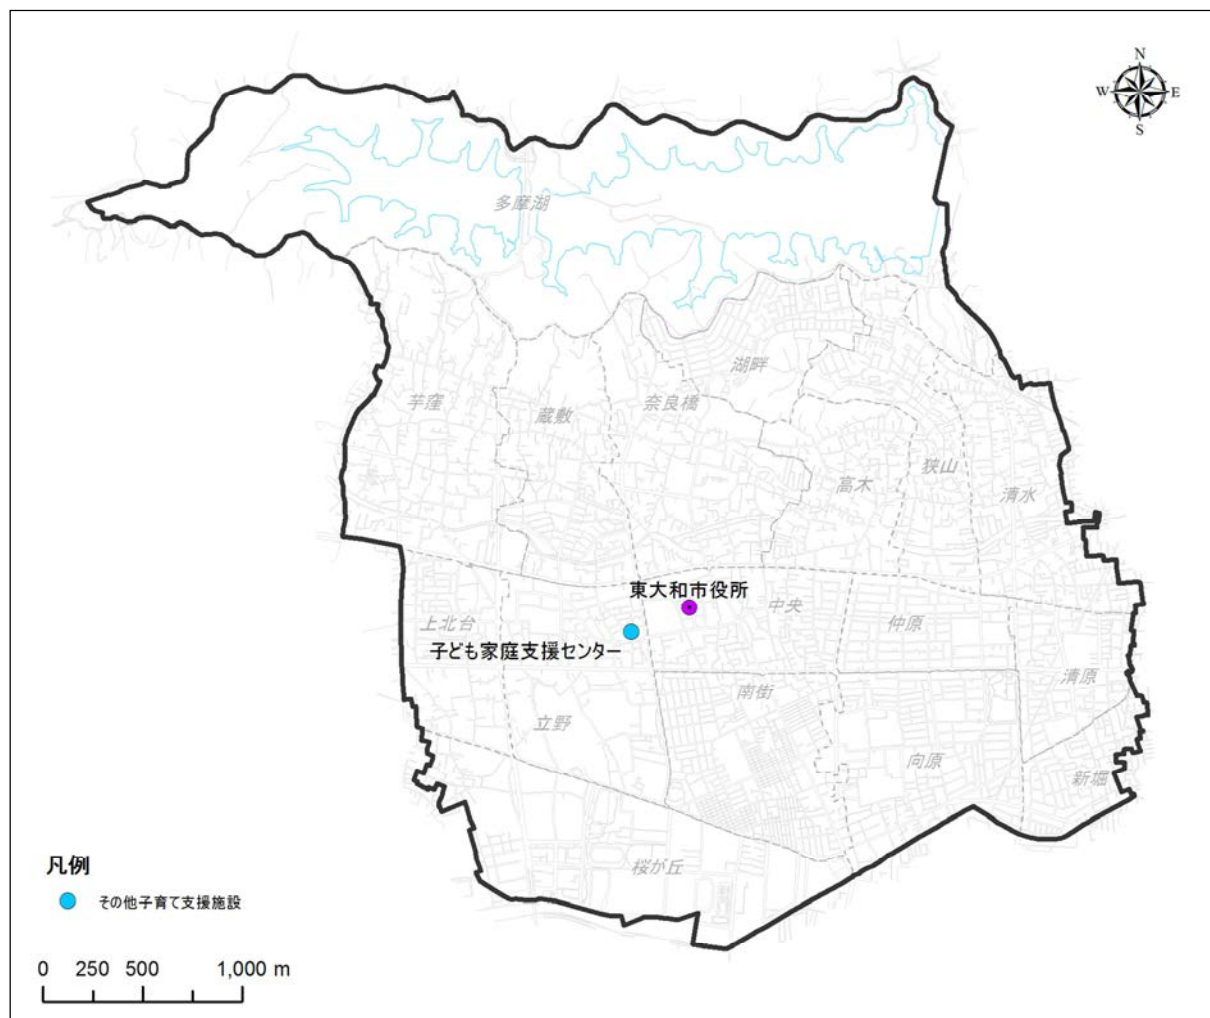 N
W E
S
多摩湖
湖畔
芋窪
蔵敷
奈良橋
狭山
高木
清水
東大和市役所
中央
上北台
仲原
子ども家庭支援センター
清原
南街
立野
向原
新堀
桜が丘
凡例
その他子育て支援施設
0 250 500 1,000 m